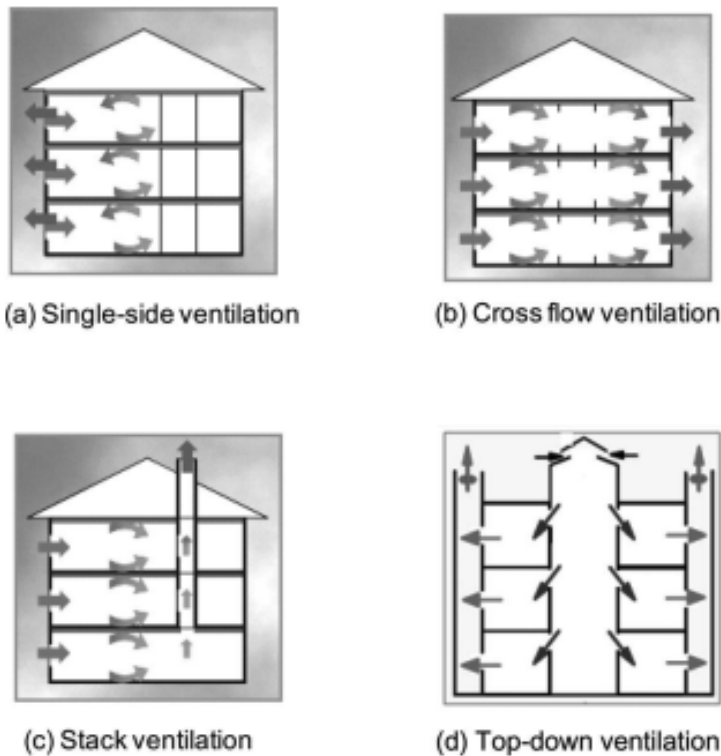 (a) Single-side ventilation
(b) Cross flow ventilation
(c) Stack ventilation
(d) Top-down ventilation